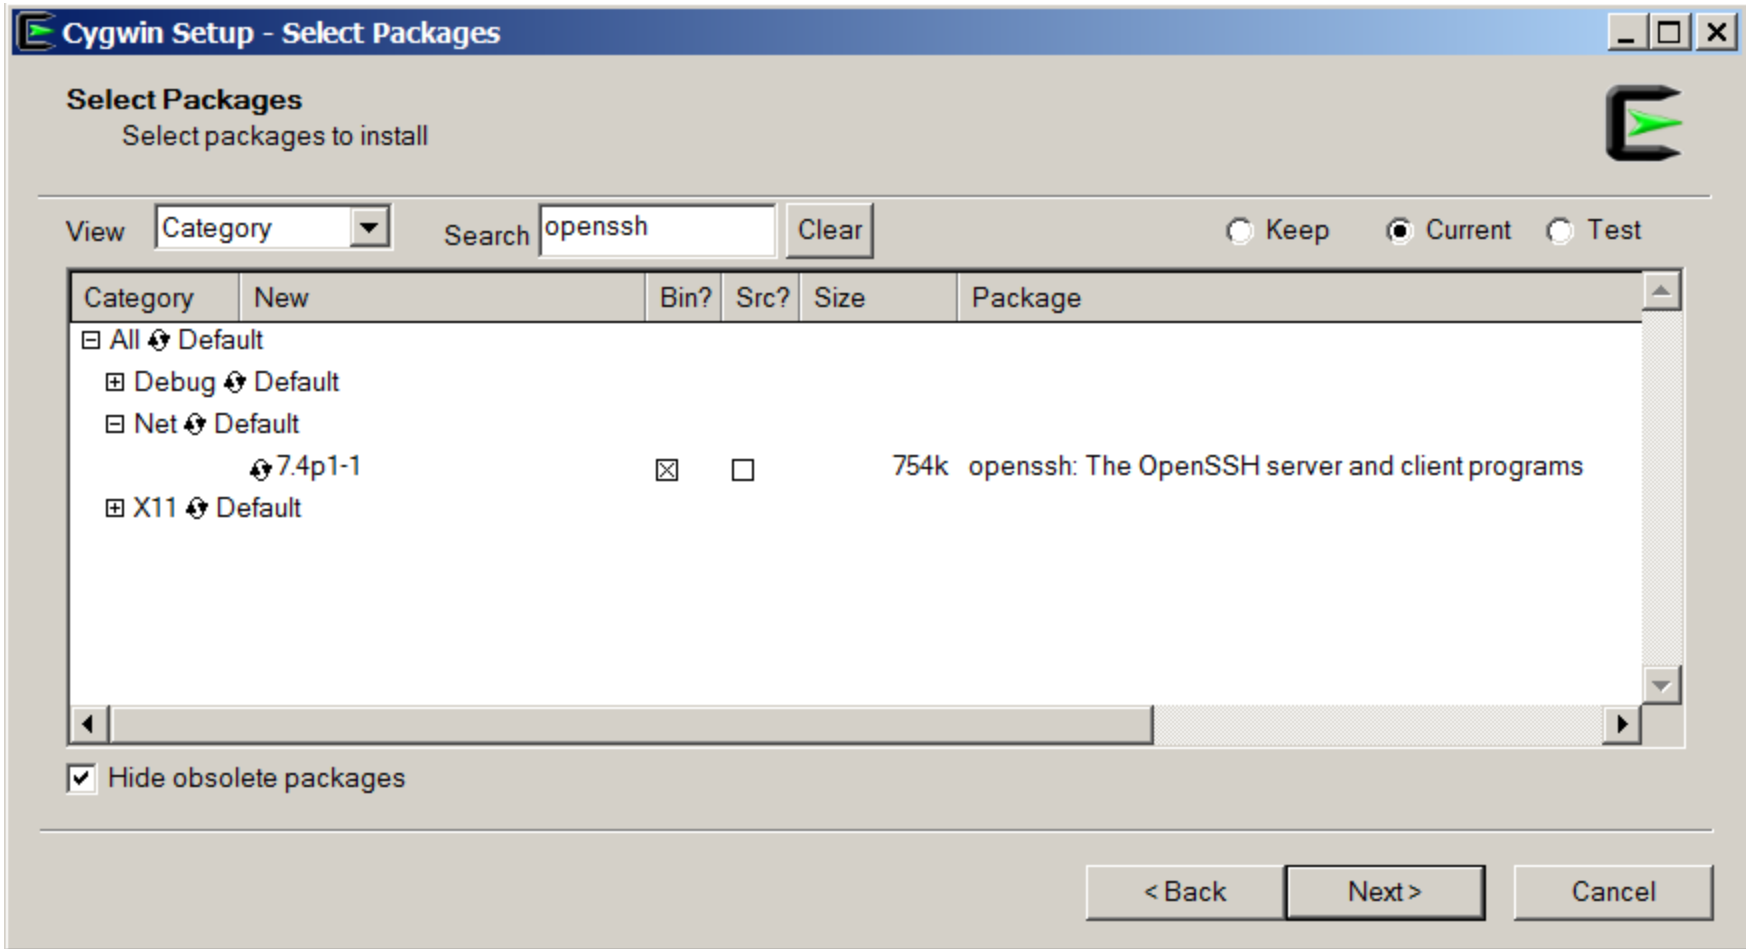 Cygwin Setup - Select Packages
Select Packages
Select packages to install
View Category Search openssh Clear Keep Current Test
Category New Bin? Src? Size Package
All Default
Debug Default
Net Default
7.4p1-1 754k openssh: The OpenSSH server and client programs
X11 Default
Hide obsolete packages
< Back Next > Cancel